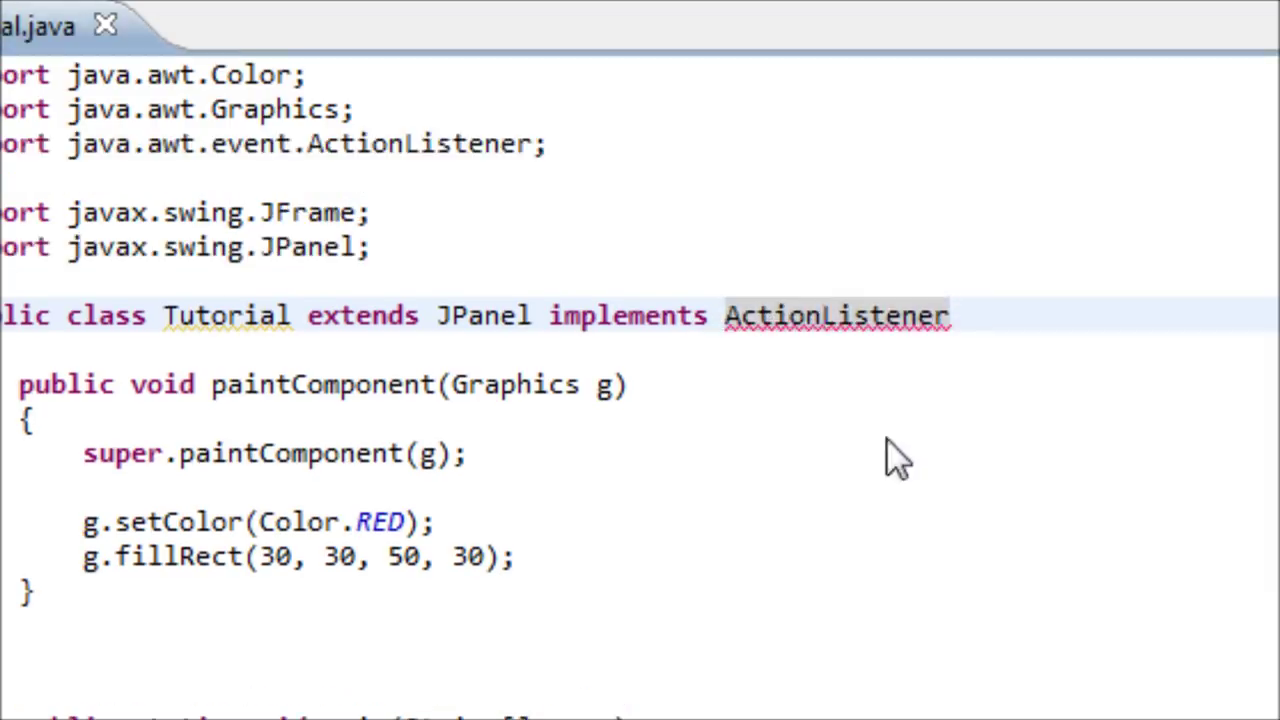 al.java
ort java.awt.Color;
ort java.awt.Graphics;
ort java.awt.event.ActionListener;
ort javax.swing.JFrame;
ort javax.swing.JPanel;
lic class Tutorial extends JPanel implements ActionListener
public void paintComponent(Graphics g)
{
super.paintComponent(g);
g.setColor(Color.RED);
g.fillRect(30, 30, 50, 30);
}